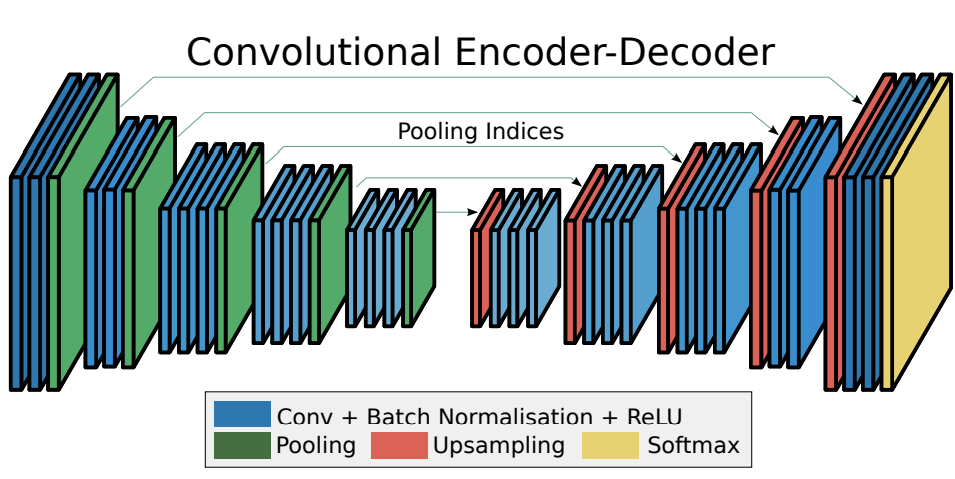 Convolutional Encoder-Decoder
Pooling Indices
Conv + Batch Normalisation + ReLU
Pooling Upsampling Softmax